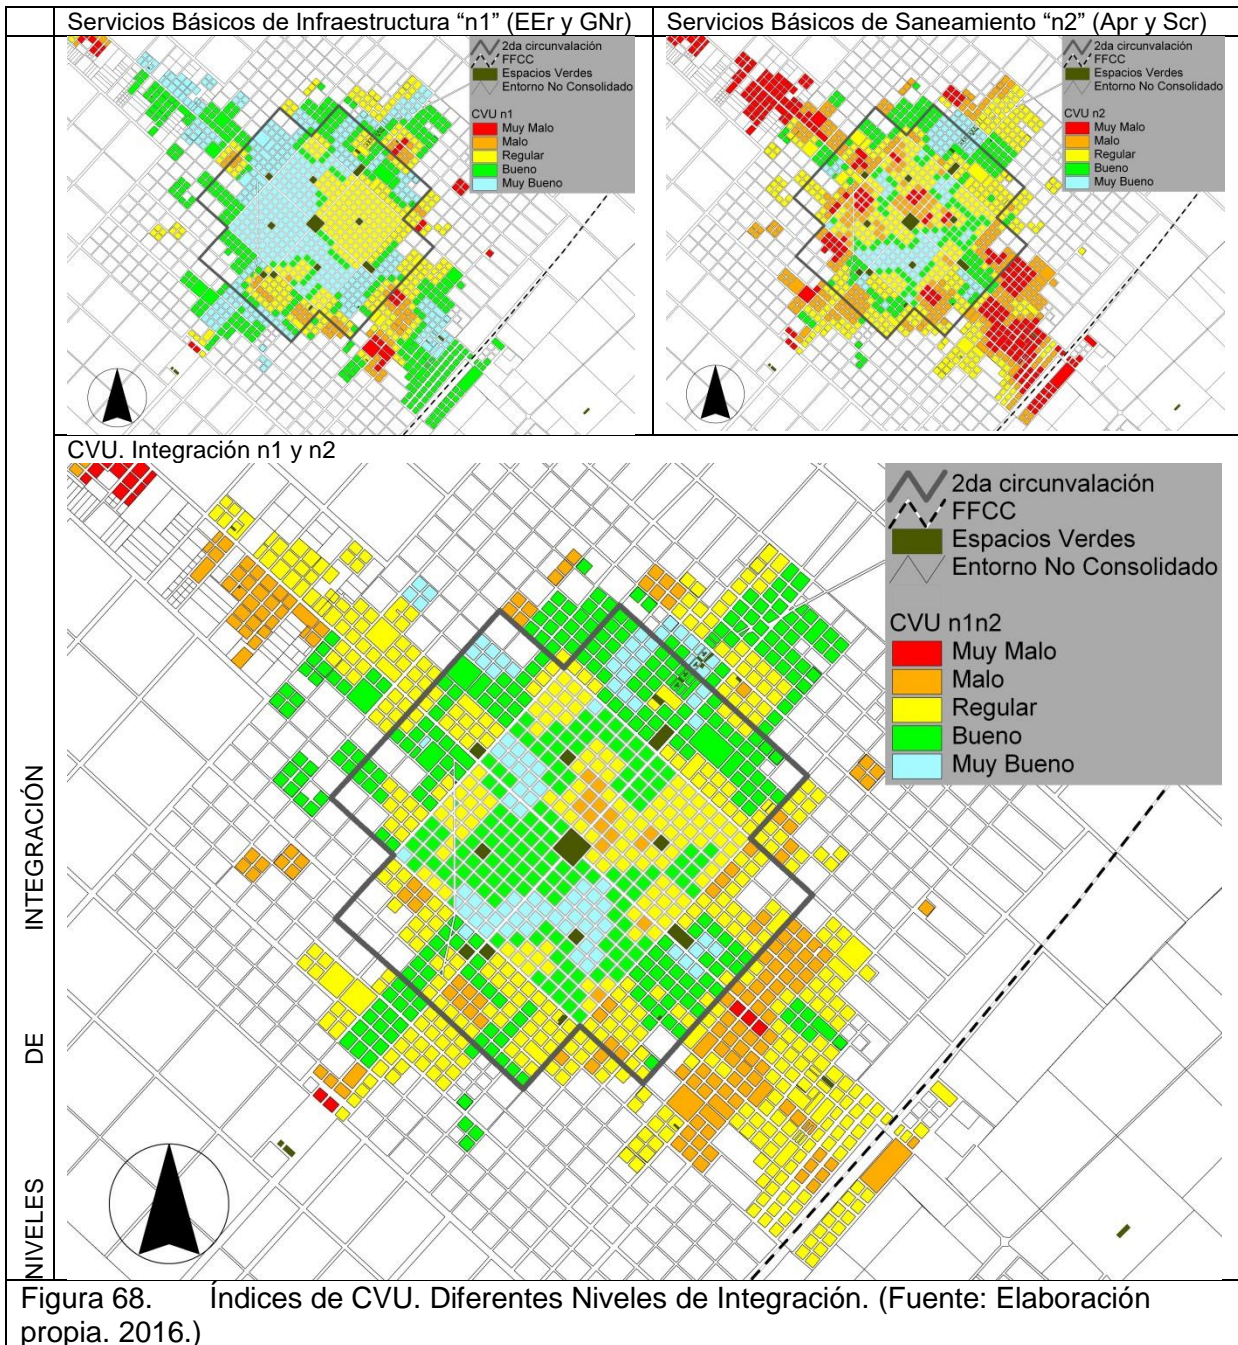 Servicios Básicos de Infraestructura “n1” (EEr y GNr)
Servicios Básicos de Saneamiento “n2” (Apr y Scr)
2da circunvalación
FFCC
Espacios Verdes
Entorno No Consolidado
CVU n1
Muy Malo
Malo
Regular
Bueno
Muy Bueno
2da circunvalación
FFCC
Espacios Verdes
Entorno No Consolidado
CVU n2
Muy Malo
Malo
Regular
Bueno
Muy Bueno
NIVELES DE INTEGRACIÓN
CVU. Integración n1 y n2
2da circunvalación
FFCC
Espacios Verdes
Entorno No Consolidado
CVU n1n2
Muy Malo
Malo
Regular
Bueno
Muy Bueno
Figura 68. Índices de CVU. Diferentes Niveles de Integración. (Fuente: Elaboración
propia. 2016.)